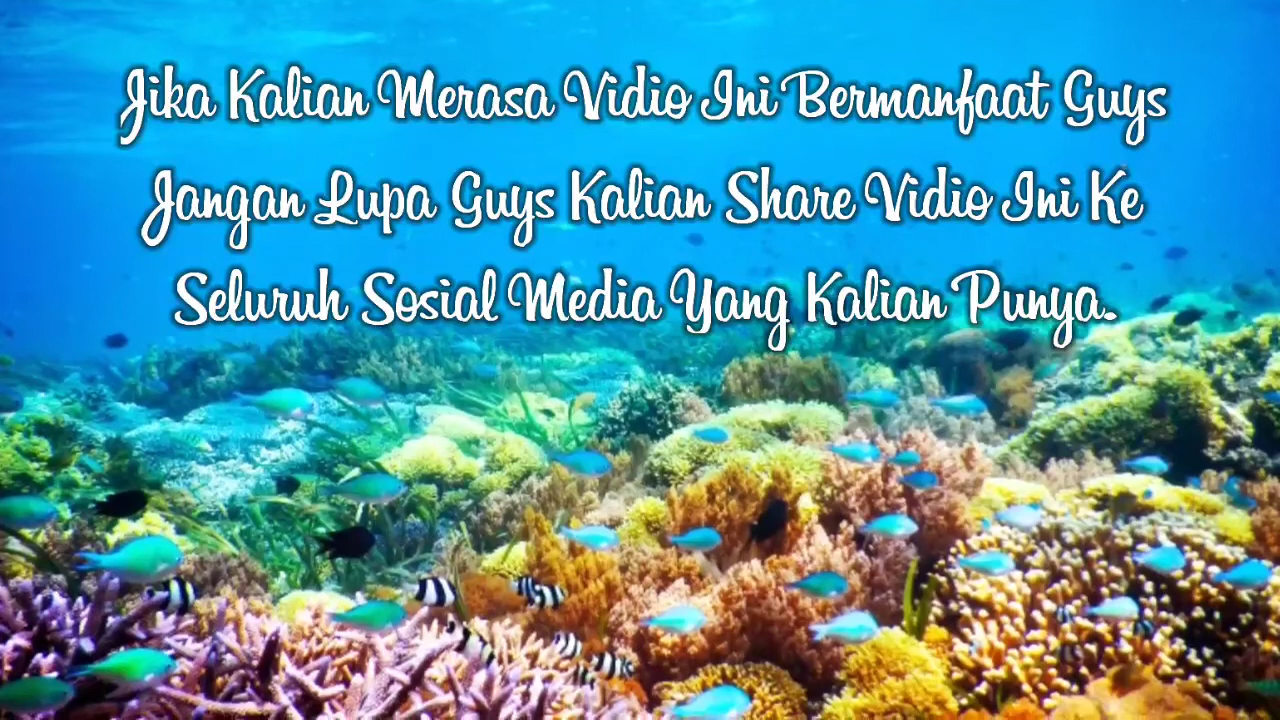 Jika Kalian Merasa Vidio Ini Bermanfaat Guys
Jangan Lupa Guys Kalian Share Vidio Ini Ke
Seluruh Sosial Media Yang Kalian Punya.